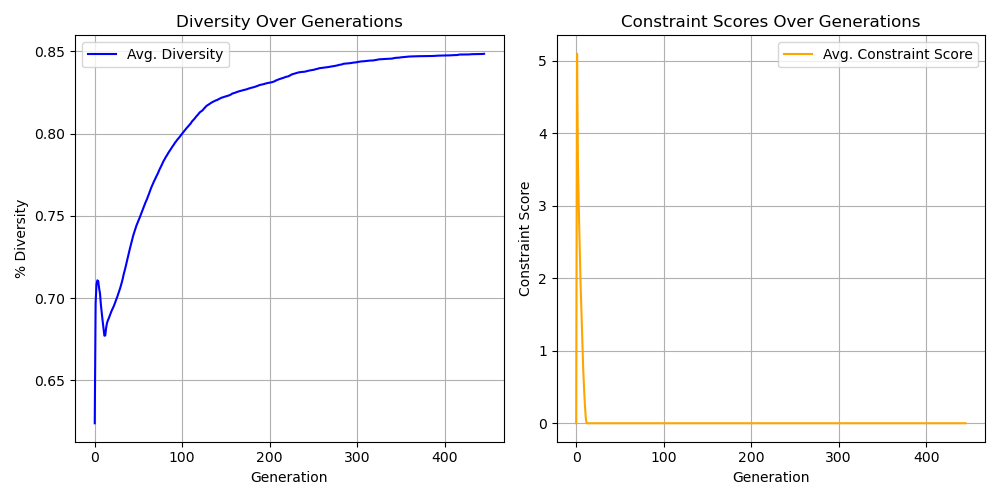 Diversity Over Generations
Avg. Diversity
0.85
0.80
0.75
0.70
0.65
% Diversity
0 100 200 300 400
Generation
Constraint Scores Over Generations
Avg. Constraint Score
5
4
3
2
1
0
Constraint Score
0 100 200 300 400
Generation